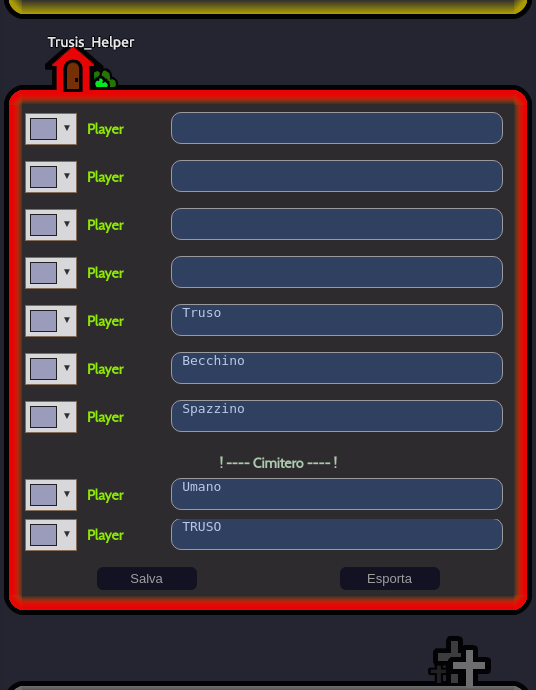 Trusis_Helper
Player
Player
Player
Player
Player Truso
Player Becchino
Player Spazzino
! ---- Cimitero ---- !
Player Umano
Player TRUSO
Salva Esporta